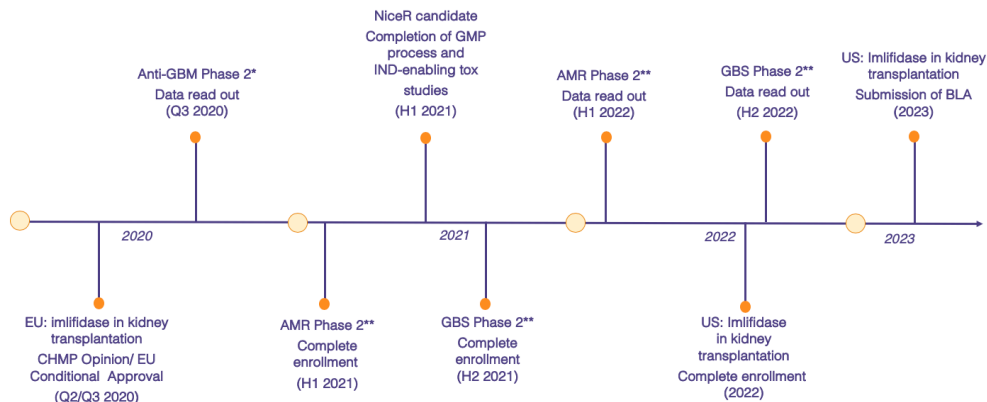 NiceR candidate
Completion of GMP
process and
IND-enabling tox
studies
(H1 2021)
Anti-GBM Phase 2*
Data read out
(Q3 2020)
AMR Phase 2**
Data read out
(H1 2022)
GBS Phase 2**
Data read out
(H2 2022)
US: Imlifidase in kidney
transplantation
Submission of BLA
(2023)
2020
2021
2022
2023
EU: imlifidase in kidney
transplantation
CHMP Opinion/ EU
Conditional Approval
(Q2/Q3 2020)
AMR Phase 2**
Complete
enrollment
(H1 2021)
GBS Phase 2**
Complete
enrollment
(H2 2021)
US: Imlifidase
in kidney
transplantation
Complete enrollment
(2022)